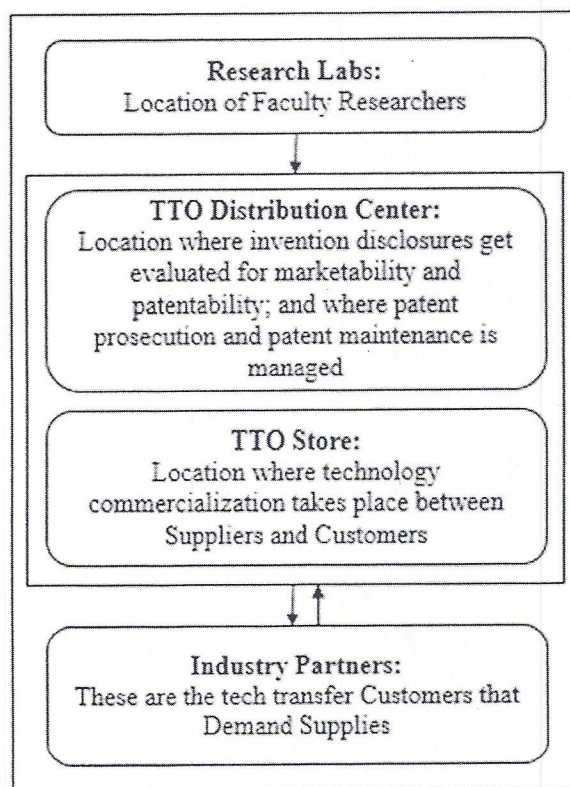 Research Labs:
Location of Faculty Researchers
TTO Distribution Center:
Location where invention disclosures get
evaluated for marketability and
patentability; and where patent
prosecution and patent maintenance is
managed
TTO Store:
Location where technology
commercialization takes place between
Suppliers and Customers
Industry Partners:
These are the tech transfer Customers that
Demand Supplies